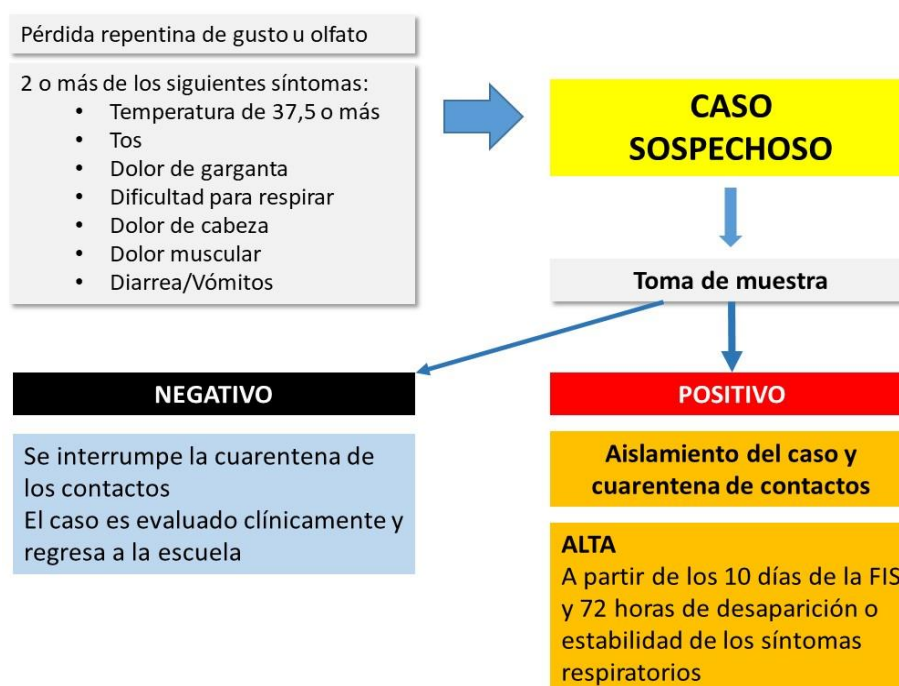 Pérdida repentina de gusto u olfato
2 o más de los siguientes síntomas:
• Temperatura de 37,5 o más
• Tos
• Dolor de garganta
• Dificultad para respirar
• Dolor de cabeza
• Dolor muscular
• Diarrea/Vómitos
CASO
SOSPECHOSO
Toma de muestra
NEGATIVO
Se interrumpe la cuarentena de
los contactos
El caso es evaluado clínicamente y
regresa a la escuela
POSITIVO
Aislamiento del caso y
cuarentena de contactos
ALTA
A partir de los 10 días de la FIS
y 72 horas de desaparición o
estabilidad de los síntomas
respiratorios